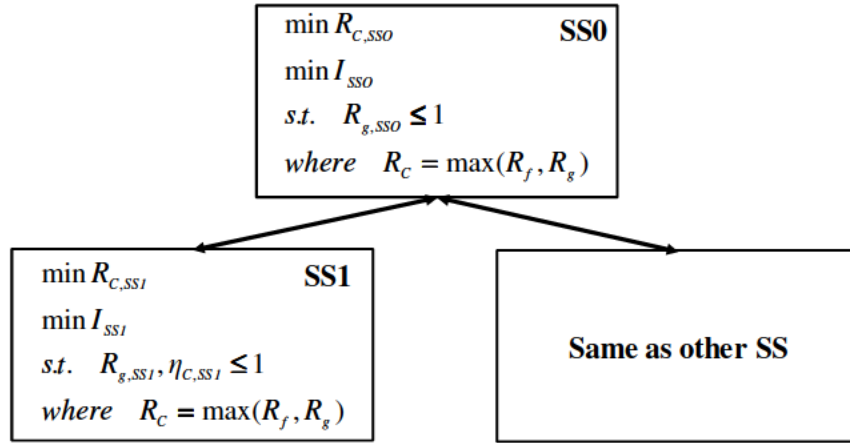 min R_{C,SSO} SS0
min I_{SSO}
s.t. R_{g,SSO} ≤ 1
where R_C = max(R_f, R_g)
min R_{C,SS1} SS1
min I_{SS1}
s.t. R_{g,SS1}, η_{C,SS1} ≤ 1
where R_C = max(R_f, R_g)
Same as other SS